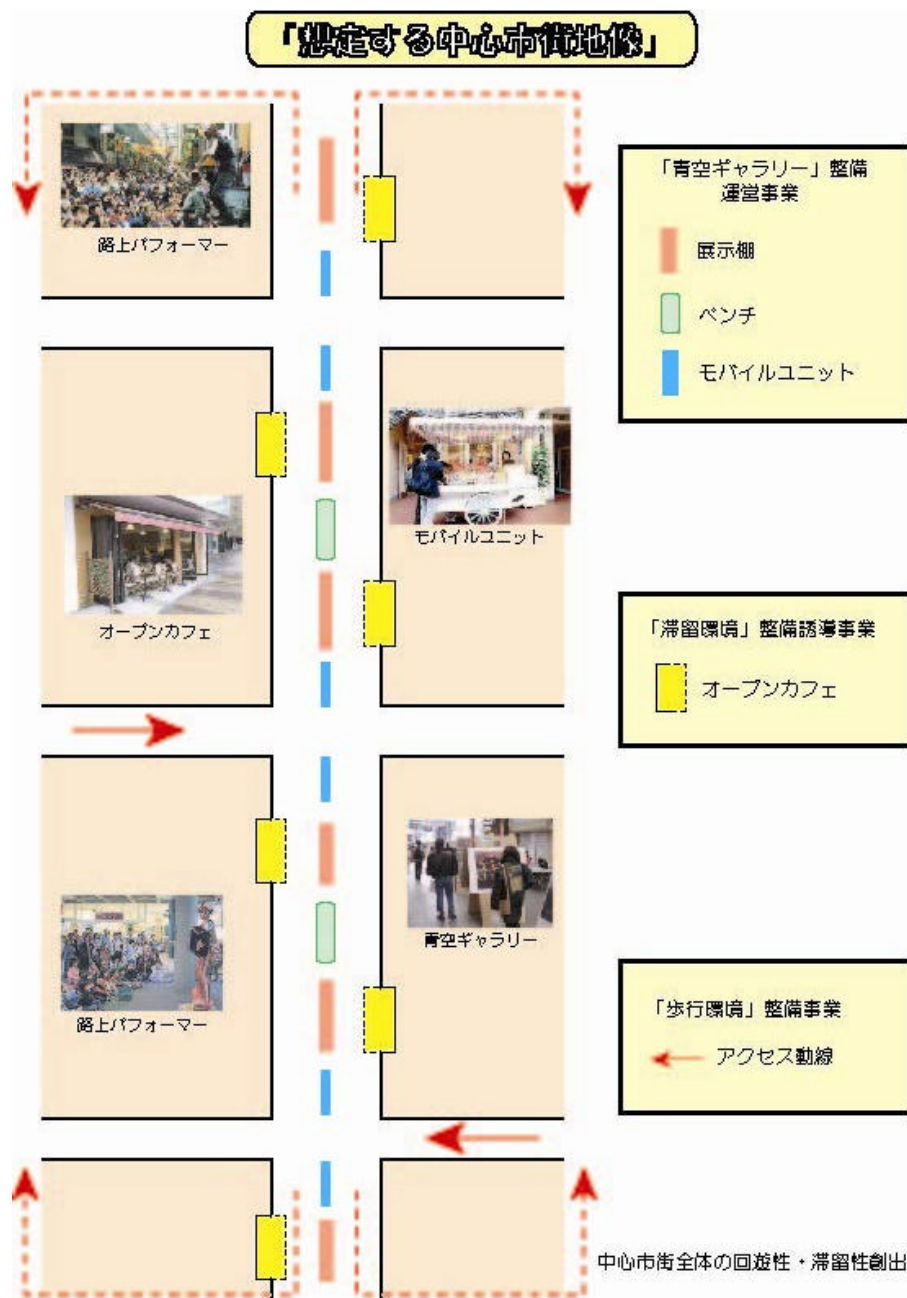 「想定する中心市街地像」
路上パフォーマー
「青空ギャラリー」整備
運営事業
展示棚
ベンチ
モバイルユニット
モバイルユニット
オープンカフェ
「滞留環境」整備誘導事業
オープンカフェ
青空ギャラリー
路上パフォーマー
「歩行環境」整備事業
アクセス動線
中心市街全体の回遊性・滞留性創出